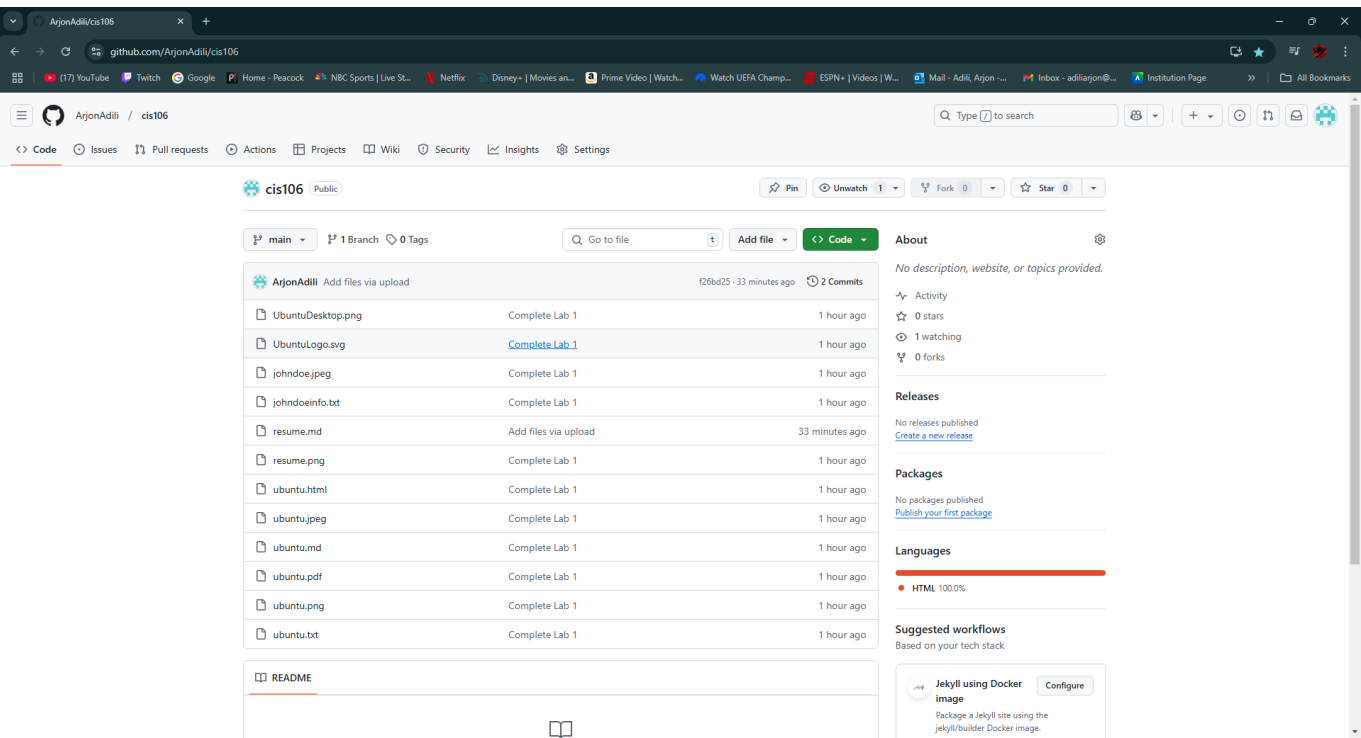 ArjonAdili/cis106
github.com/ArjonAdili/cis106
(17) YouTube Twitch Google Home - Peacock NBC Sports | Live St... Netflix Disney+ | Movies an... Prime Video | Watch... Watch UEFA Champ... ESPN+ | Videos | W... Mail - Adili, Arjon -... Inbox - adiliarjon@... Institution Page » All Bookmarks
ArjonAdili / cis106 Type / to search
Code Issues Pull requests Actions Projects Wiki Security Insights Settings
cis106 Public Pin Unwatch 1 Fork 0 Star 0
main 1 Branch 0 Tags Go to file t Add file Code
ArjonAdili Add files via upload f26bd25 · 33 minutes ago 2 Commits
UbuntuDesktop.png Complete Lab 1 1 hour ago
UbuntuLogo.svg Complete Lab 1 1 hour ago
johndoe.jpeg Complete Lab 1 1 hour ago
johndoeinfo.txt Complete Lab 1 1 hour ago
resume.md Add files via upload 33 minutes ago
resume.png Complete Lab 1 1 hour ago
ubuntu.html Complete Lab 1 1 hour ago
ubuntu.jpeg Complete Lab 1 1 hour ago
ubuntu.md Complete Lab 1 1 hour ago
ubuntu.pdf Complete Lab 1 1 hour ago
ubuntu.png Complete Lab 1 1 hour ago
ubuntu.txt Complete Lab 1 1 hour ago
README
About
No description, website, or topics provided.
Activity
0 stars
1 watching
0 forks
Releases
No releases published
Create a new release
Packages
No packages published
Publish your first package
Languages
HTML 100.0%
Suggested workflows
Based on your tech stack
Jekyll using Docker Configure
image
Package a Jekyll site using the
jekyll/builder Docker image.